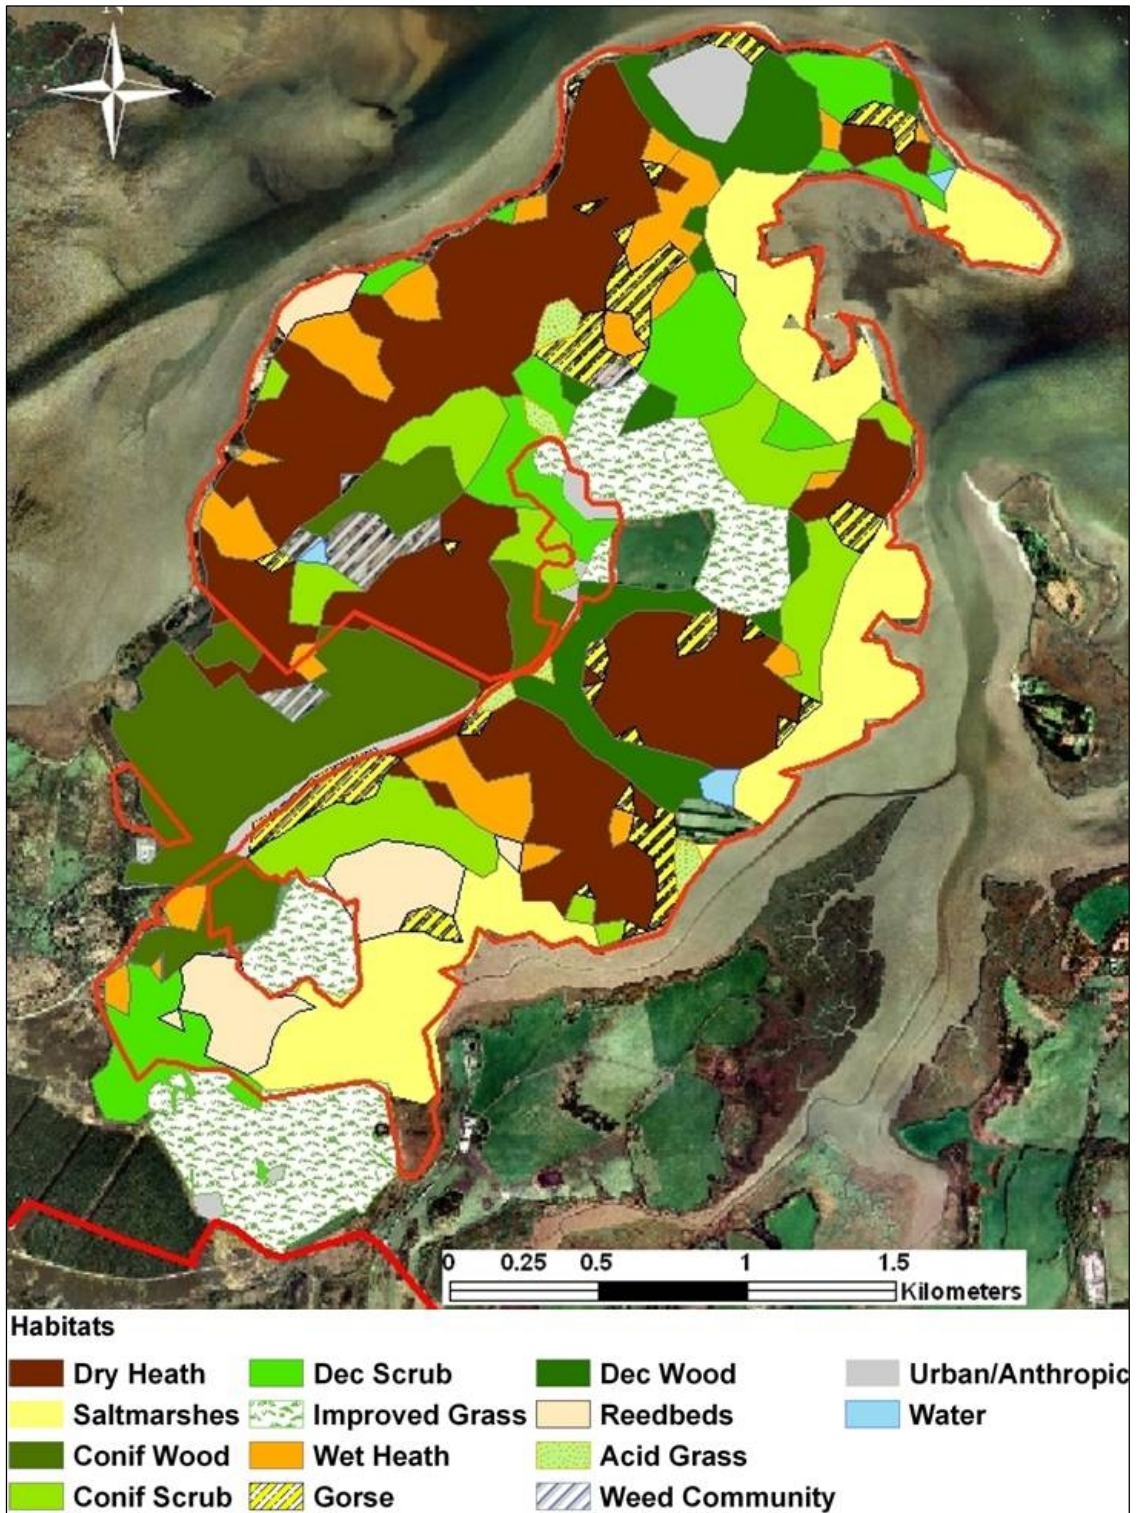 N
0 0.25 0.5 1 1.5
Kilometers
Habitats
Dry Heath Dec Scrub Dec Wood Urban/Anthropic
Saltmarshes Improved Grass Reedbeds Water
Conif Wood Wet Heath Acid Grass
Conif Scrub Gorse Weed Community